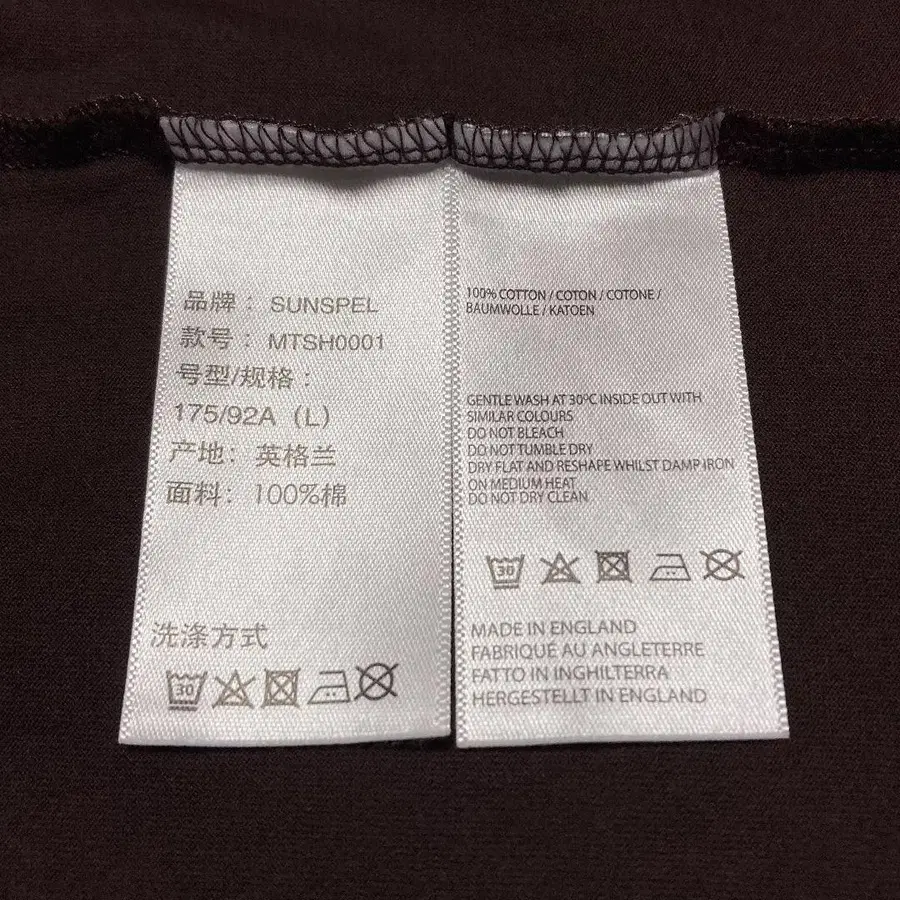 品牌： SUNSPEL
款号： MTSH0001
号型/规格：
175/92A（L）
产地： 英格兰
面料： 100%棉
洗涤方式
30
100% COTTON / COTON / COTONE /
BAUMWOLLE / KATOEN
GENTLE WASH AT 30ºC INSIDE OUT WITH
SIMILAR COLOURS
DO NOT BLEACH
DO NOT TUMBLE DRY
DRY FLAT AND RESHAPE WHILST DAMP IRON
ON MEDIUM HEAT
DO NOT DRY CLEAN
30
MADE IN ENGLAND
FABRIQUÉ AU ANGLETERRE
FATTO IN INGHILTERRA
HERGESTELLT IN ENGLAND